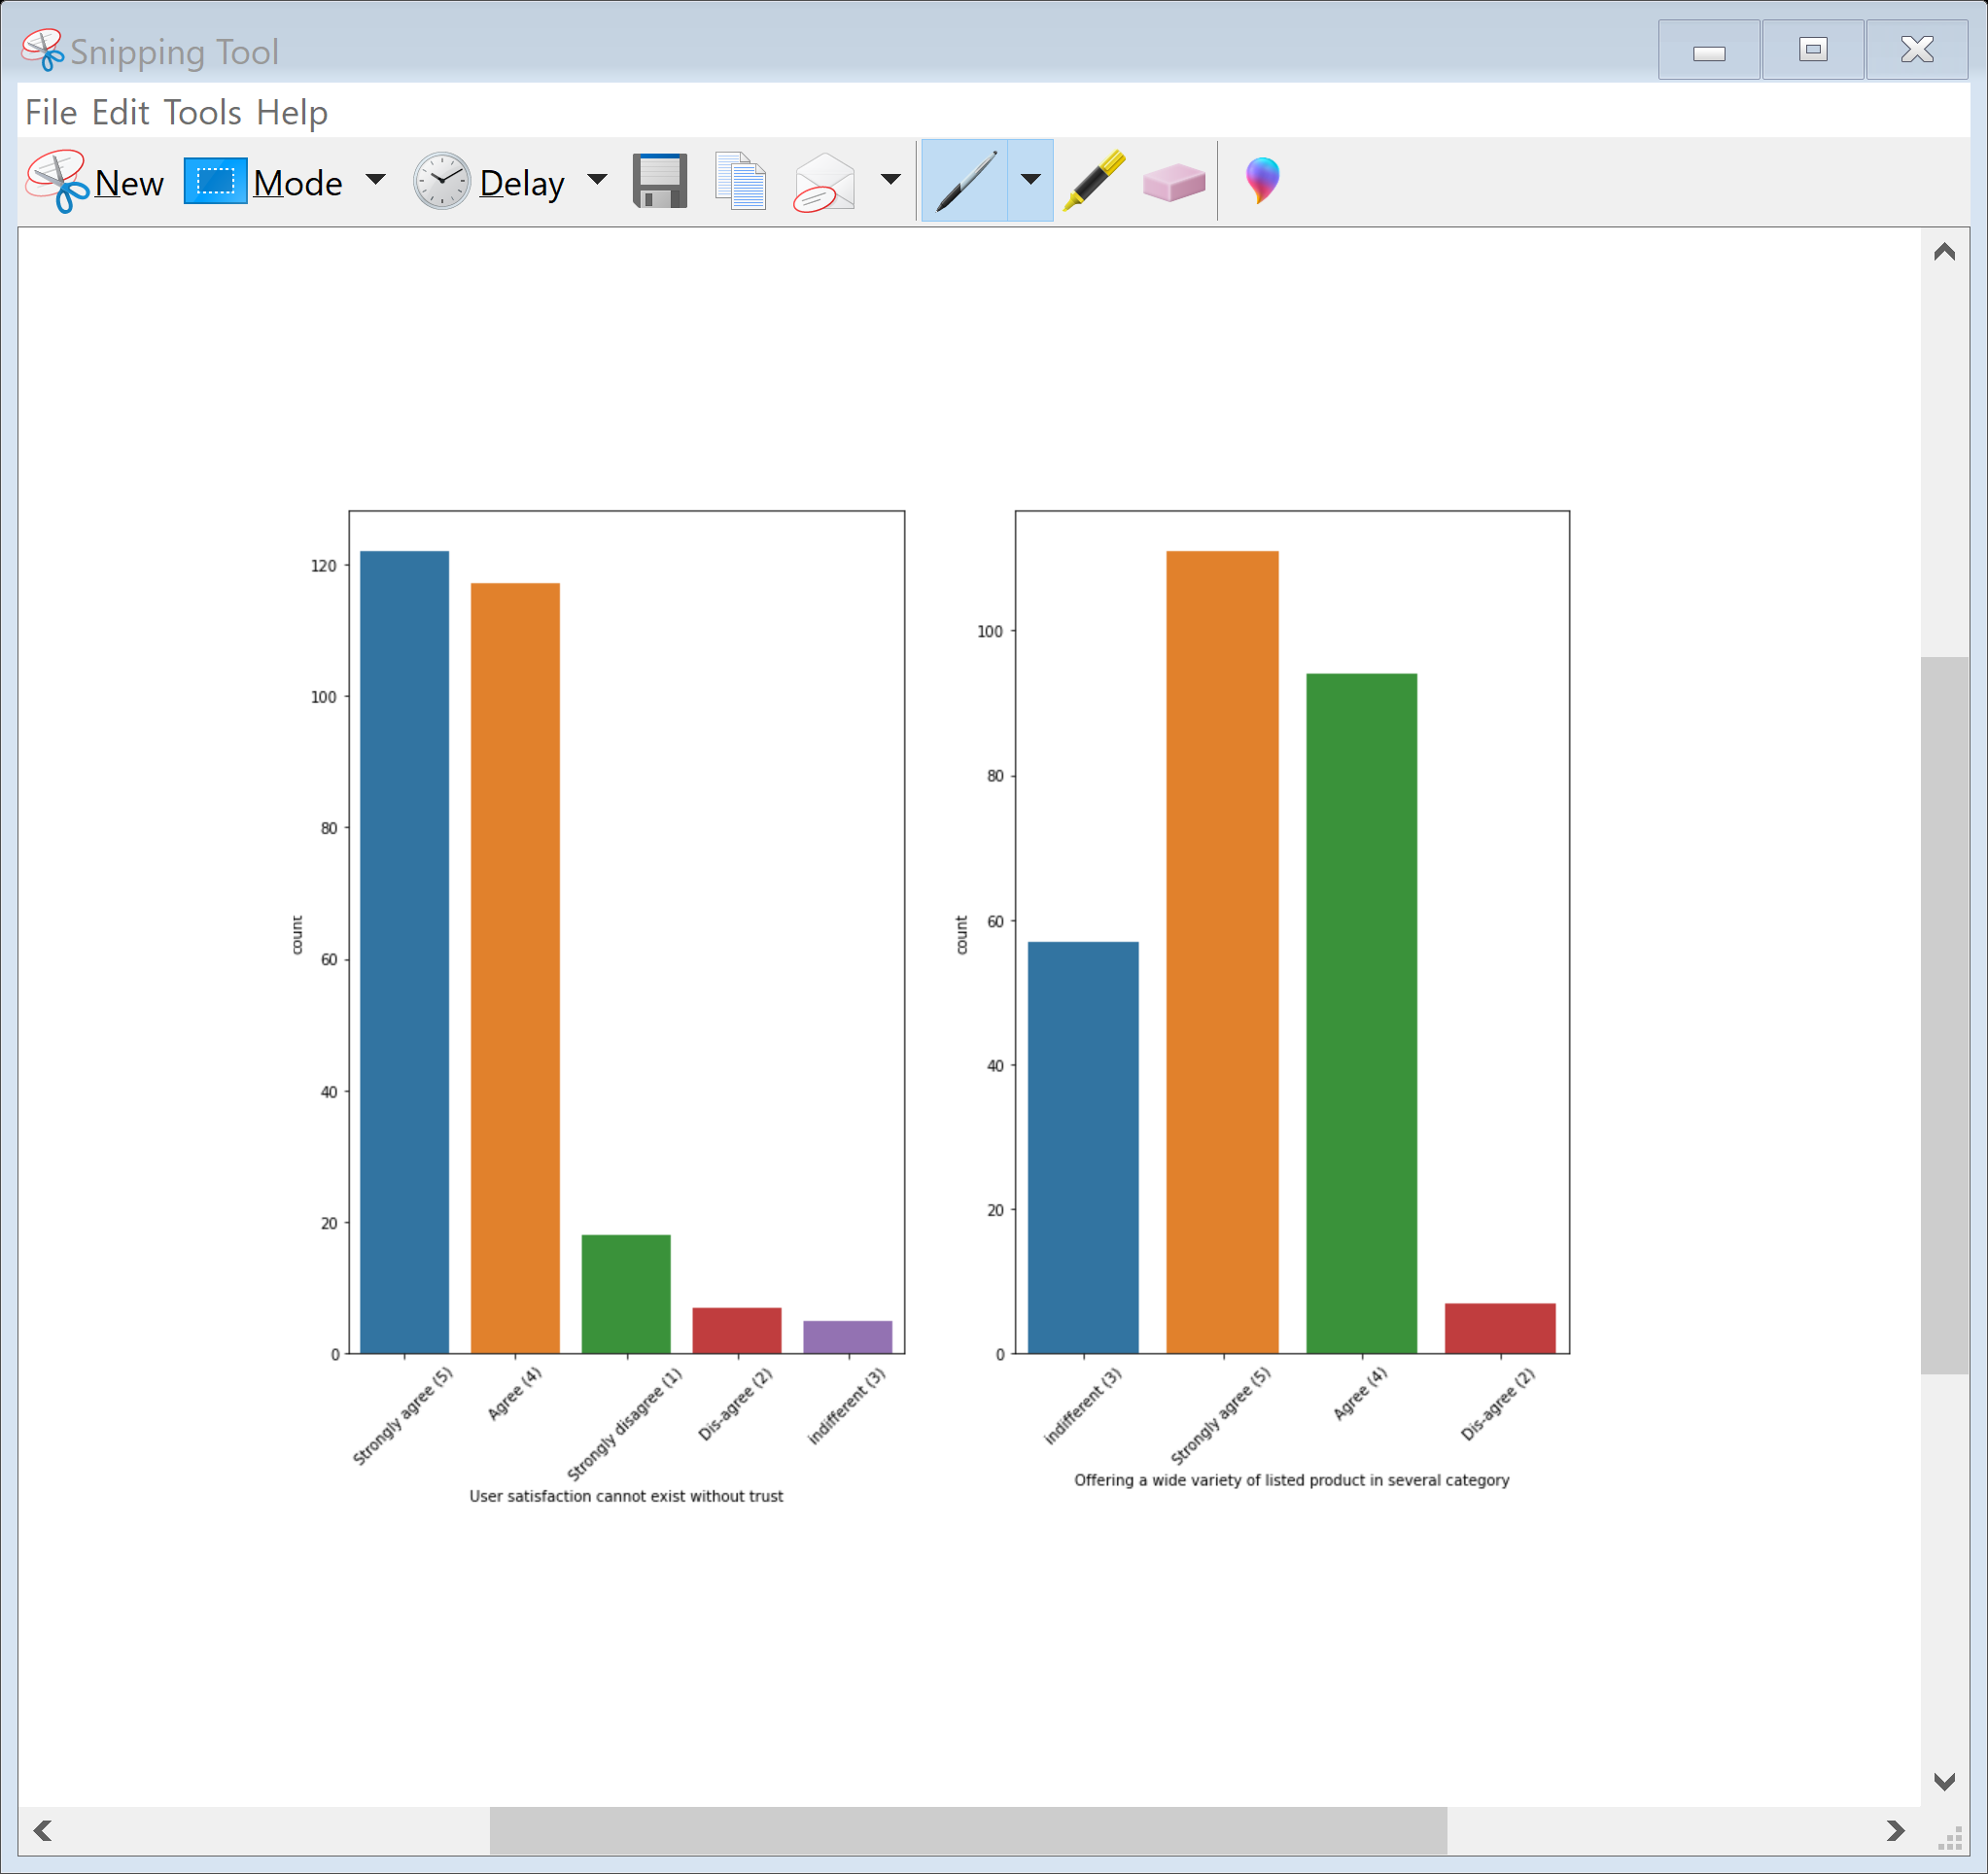 Snipping Tool
File Edit Tools Help
New Mode Delay
120
100
80
60
40
20
0
count
Strongly agree (5)
Agree (4)
Strongly disagree (1)
Dis-agree (2)
indifferent (3)
User satisfaction cannot exist without trust
100
80
60
40
20
0
count
indifferent (3)
Strongly agree (5)
Agree (4)
Dis-agree (2)
Offering a wide variety of listed product in several category